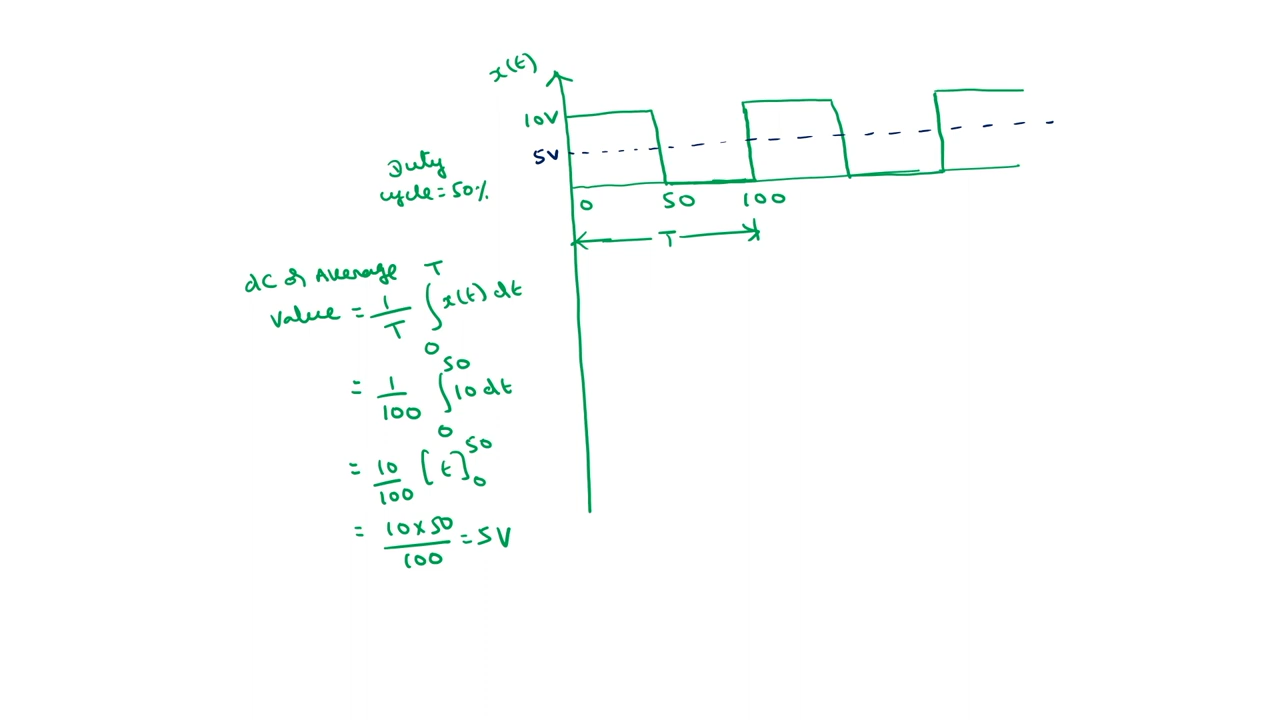 x(t)
10V
5V
Duty
cycle = 50%
0 50 100
T
dC or Average
Value = 1/T ∫₀ᵀ x(t) dt
= 1/100 ∫₀⁵⁰ 10 dt
= 10/100 [t]₀⁵⁰
= 10×50/100 = 5V